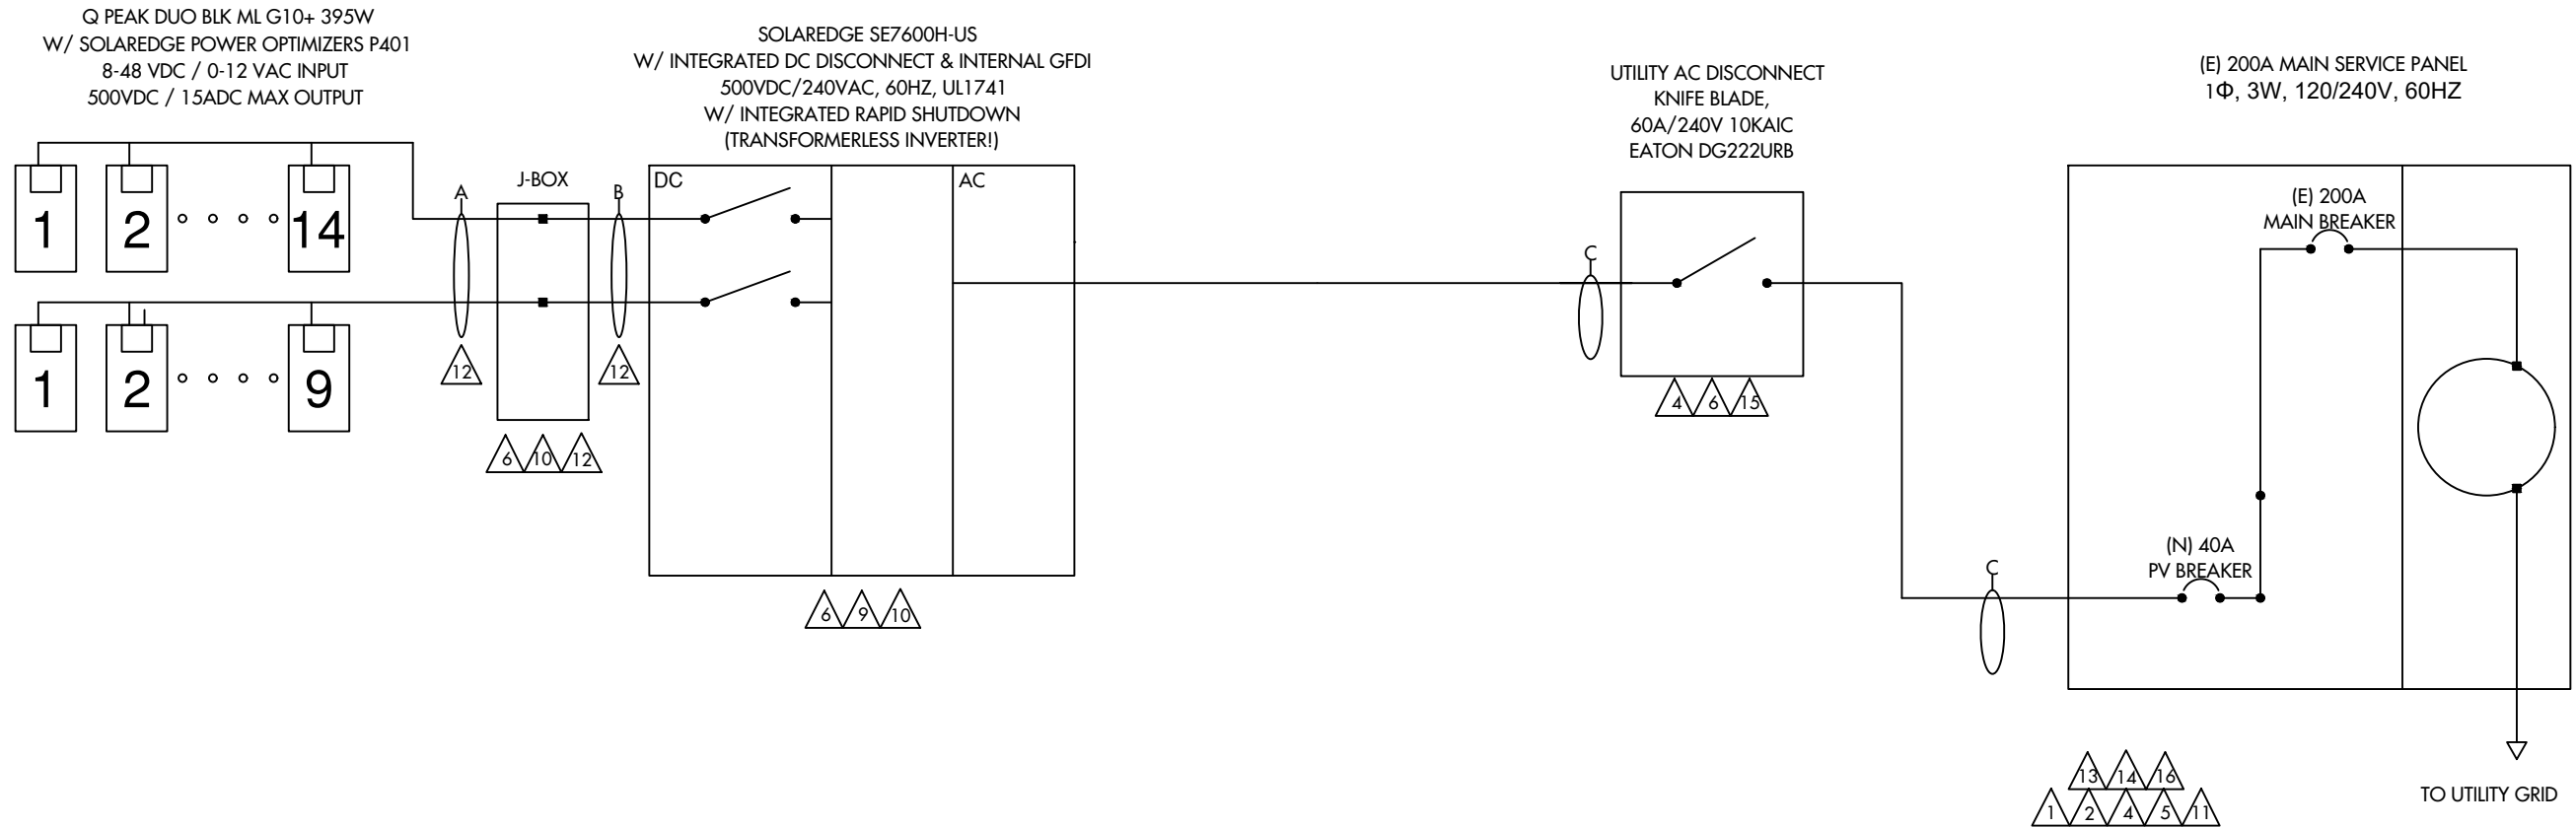 Q PEAK DUO BLK ML G10+ 395W
W/ SOLAREDGE POWER OPTIMIZERS P401
8-48 VDC / 0-12 VAC INPUT
500VDC / 15ADC MAX OUTPUT
SOLAREDGE SE7600H-US
W/ INTEGRATED DC DISCONNECT & INTERNAL GFDI
500VDC/240VAC, 60HZ, UL1741
W/ INTEGRATED RAPID SHUTDOWN
(TRANSFORMERLESS INVERTER!)
UTILITY AC DISCONNECT
KNIFE BLADE,
60A/240V 10KAIC
EATON DG222URB
(E) 200A MAIN SERVICE PANEL
1Φ, 3W, 120/240V, 60HZ
1 2 14
1 2 9
A
J-BOX
B
DC
AC
12
12
6 10 12
6 9 10
C
4 6 15
(E) 200A
MAIN BREAKER
(N) 40A
PV BREAKER
C
13 14 16
1 2 4 5 11
TO UTILITY GRID